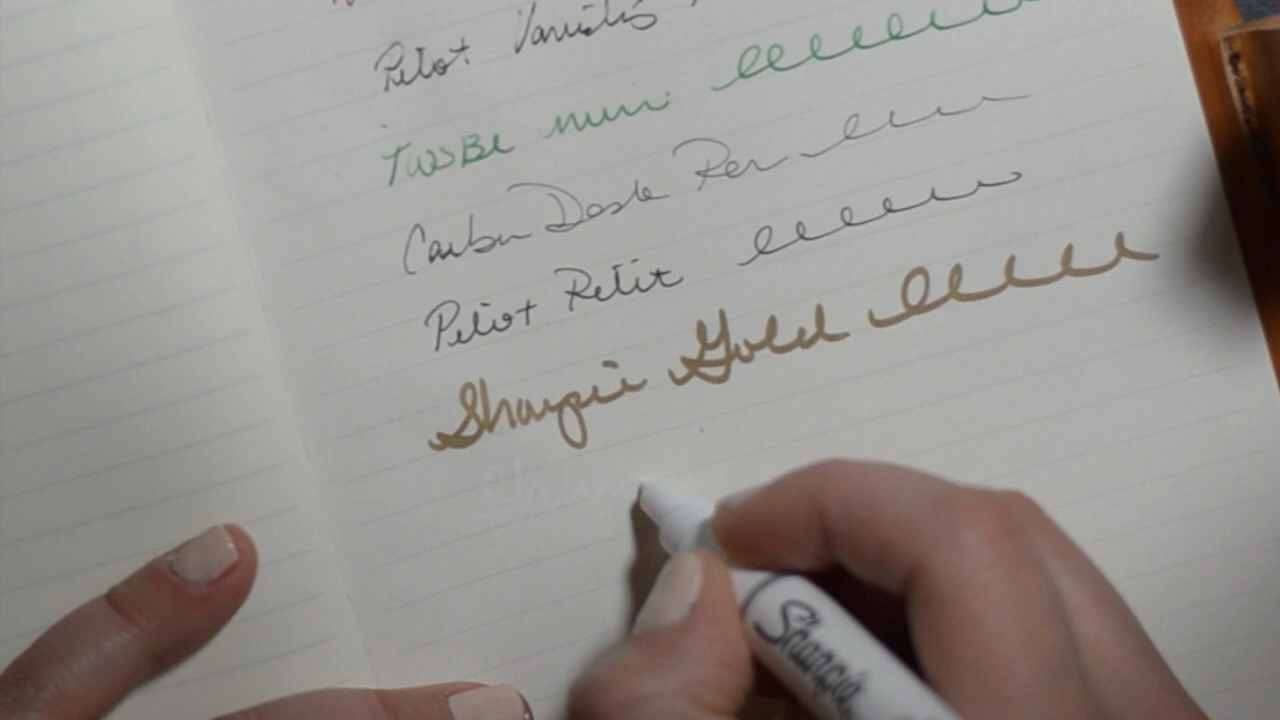 Pilot Varsity
TWSBI mini
Carbon Desk Pen
Pilot Petit
Sharpie Gold
Sharpie